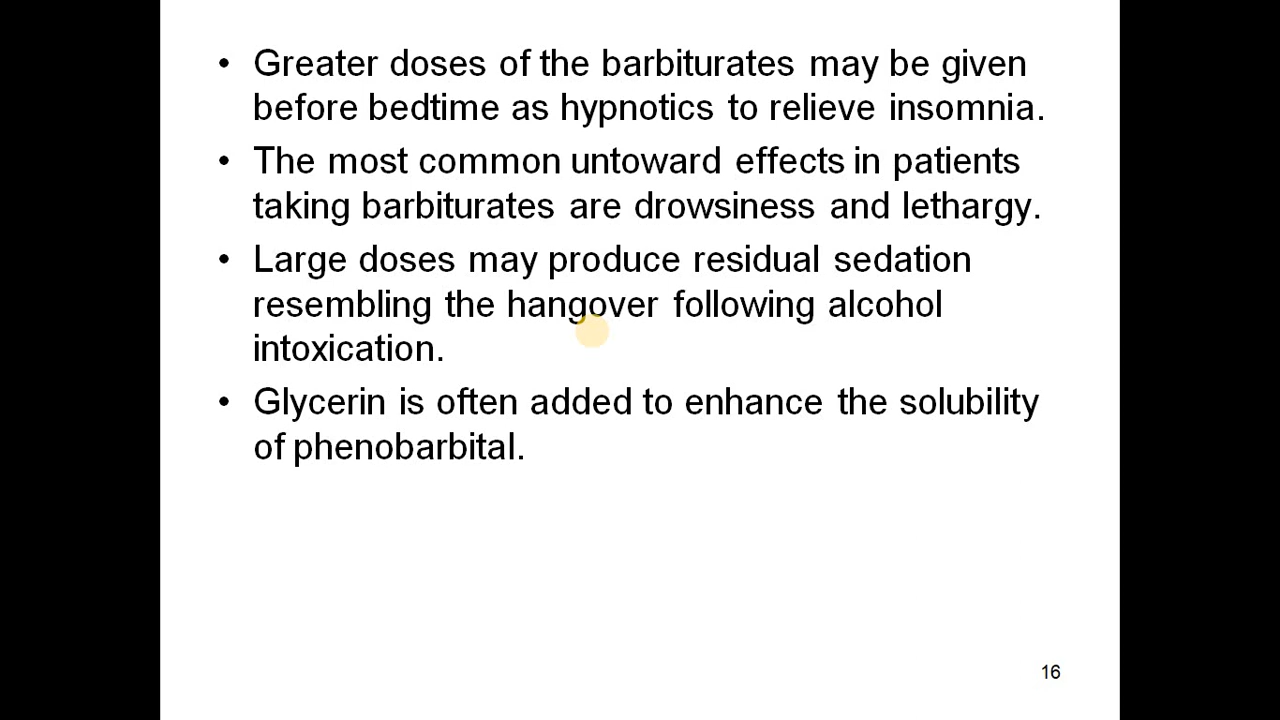 • Greater doses of the barbiturates may be given
before bedtime as hypnotics to relieve insomnia.
• The most common untoward effects in patients
taking barbiturates are drowsiness and lethargy.
• Large doses may produce residual sedation
resembling the hangover following alcohol
intoxication.
• Glycerin is often added to enhance the solubility
of phenobarbital.
16